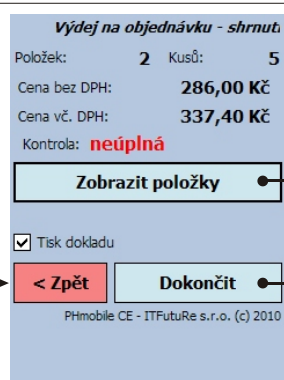 Výdej na objednávku - shrnutí
Položek: 2 Kusů: 5
Cena bez DPH: 286,00 Kč
Cena vč. DPH: 337,40 Kč
Kontrola: neúplná
Zobrazit položky
Tisk dokladu
< Zpět Dokončit
PHmobile CE - ITFutuRe s.r.o. (c) 2010